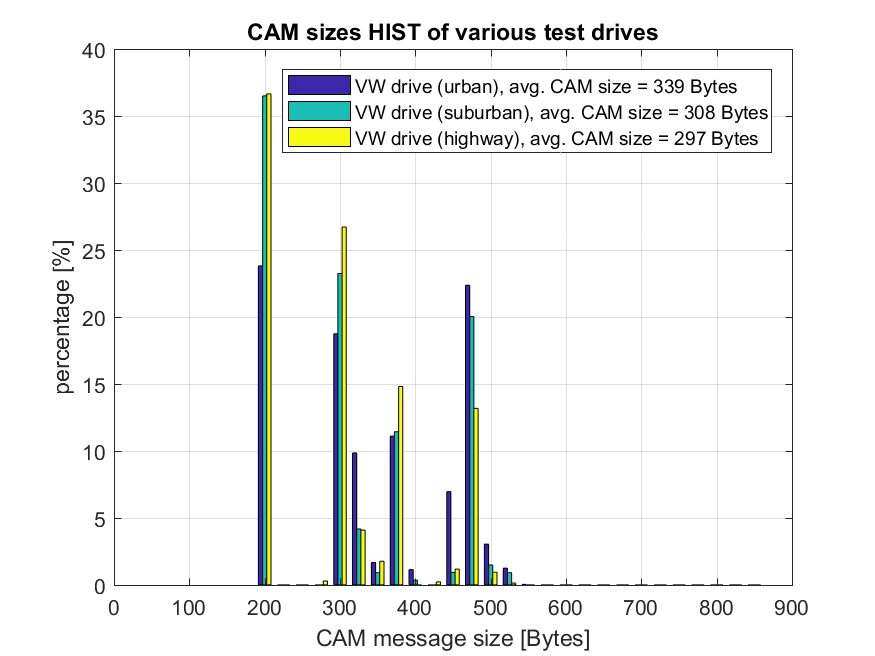 CAM sizes HIST of various test drives
VW drive (urban), avg. CAM size = 339 Bytes
VW drive (suburban), avg. CAM size = 308 Bytes
VW drive (highway), avg. CAM size = 297 Bytes
percentage [%]
40
35
30
25
20
15
10
5
0
0 100 200 300 400 500 600 700 800 900
CAM message size [Bytes]